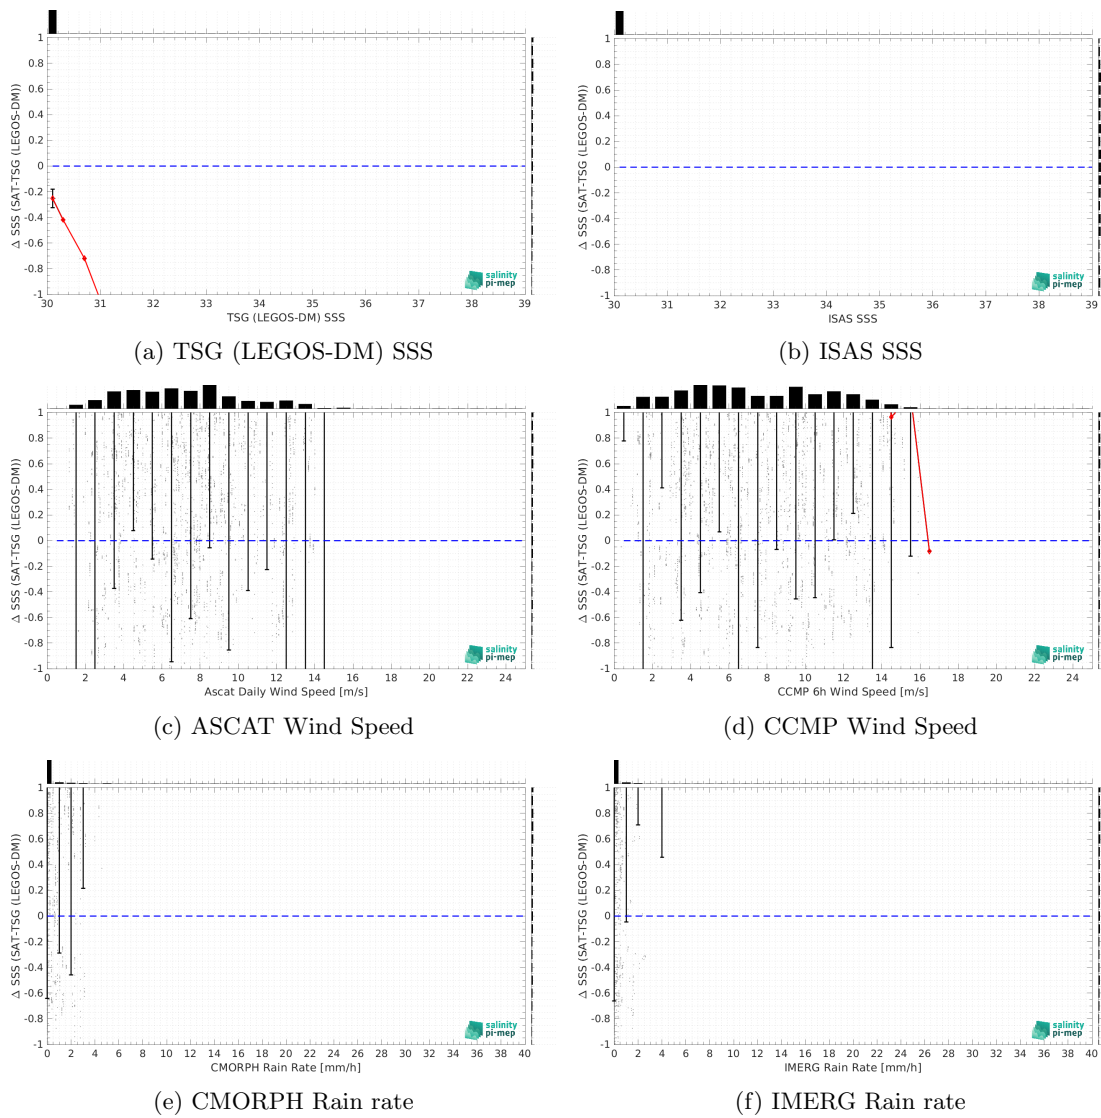 1
0.8
0.6
0.4
0.2
0
-0.2
-0.4
-0.6
-0.8
-1
Δ SSS (SAT-TSG (LEGOS-DM))
30 31 32 33 34 35 36 37 38 39
TSG (LEGOS-DM) SSS
salinity
pi-mep
(a) TSG (LEGOS-DM) SSS
1
0.8
0.6
0.4
0.2
0
-0.2
-0.4
-0.6
-0.8
-1
Δ SSS (SAT-TSG (LEGOS-DM))
30 31 32 33 34 35 36 37 38 39
ISAS SSS
salinity
pi-mep
(b) ISAS SSS
1
0.8
0.6
0.4
0.2
0
-0.2
-0.4
-0.6
-0.8
-1
Δ SSS (SAT-TSG (LEGOS-DM))
0 2 4 6 8 10 12 14 16 18 20 22 24
Ascat Daily Wind Speed [m/s]
salinity
pi-mep
(c) ASCAT Wind Speed
1
0.8
0.6
0.4
0.2
0
-0.2
-0.4
-0.6
-0.8
-1
Δ SSS (SAT-TSG (LEGOS-DM))
0 2 4 6 8 10 12 14 16 18 20 22 24
CCMP 6h Wind Speed [m/s]
salinity
pi-mep
(d) CCMP Wind Speed
1
0.8
0.6
0.4
0.2
0
-0.2
-0.4
-0.6
-0.8
-1
Δ SSS (SAT-TSG (LEGOS-DM))
0 2 4 6 8 10 12 14 16 18 20 22 24 26 28 30 32 34 36 38 40
CMORPH Rain Rate [mm/h]
salinity
pi-mep
(e) CMORPH Rain rate
1
0.8
0.6
0.4
0.2
0
-0.2
-0.4
-0.6
-0.8
-1
Δ SSS (SAT-TSG (LEGOS-DM))
0 2 4 6 8 10 12 14 16 18 20 22 24 26 28 30 32 34 36 38 40
IMERG Rain Rate [mm/h]
salinity
pi-mep
(f) IMERG Rain rate